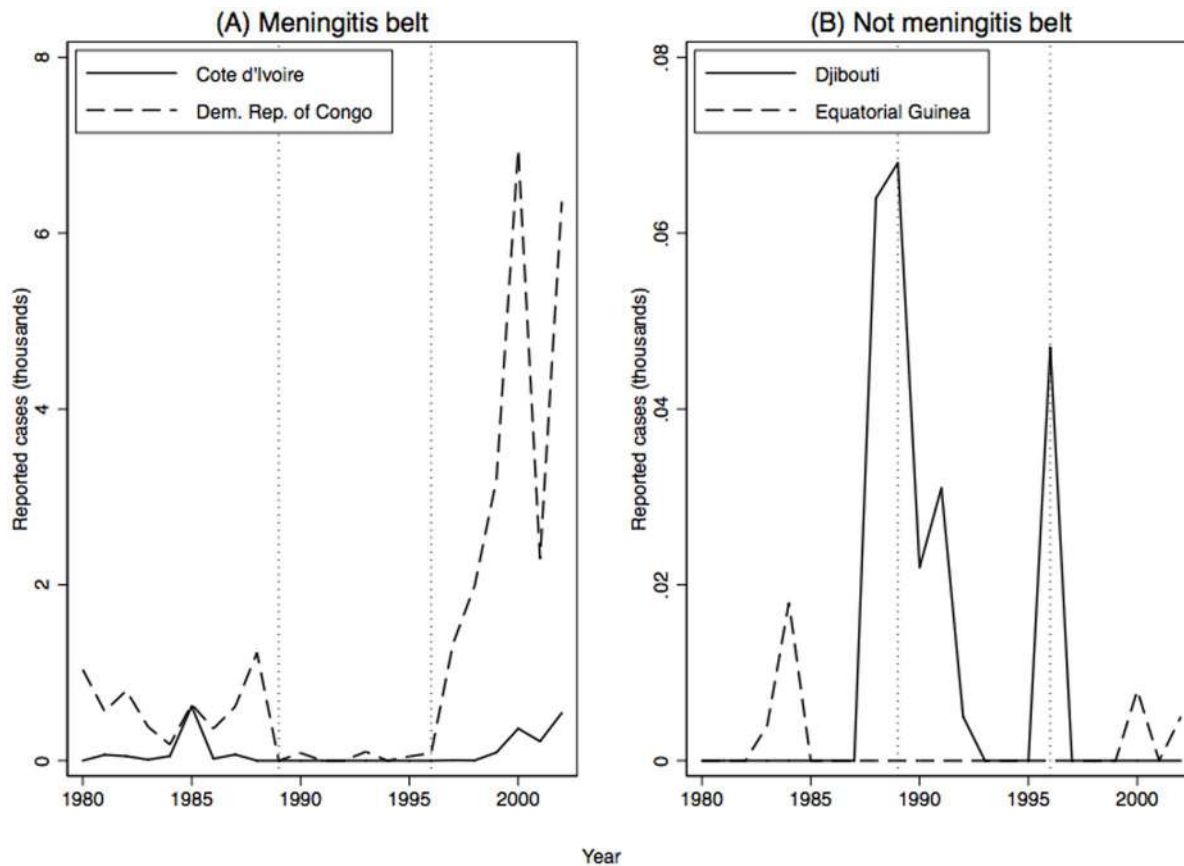 (A) Meningitis belt
Cote d'Ivoire
Dem. Rep. of Congo
Reported cases (thousands)
8
6
4
2
0
1980 1985 1990 1995 2000
(B) Not meningitis belt
Djibouti
Equatorial Guinea
Reported cases (thousands)
.08
.06
.04
.02
0
1980 1985 1990 1995 2000
Year